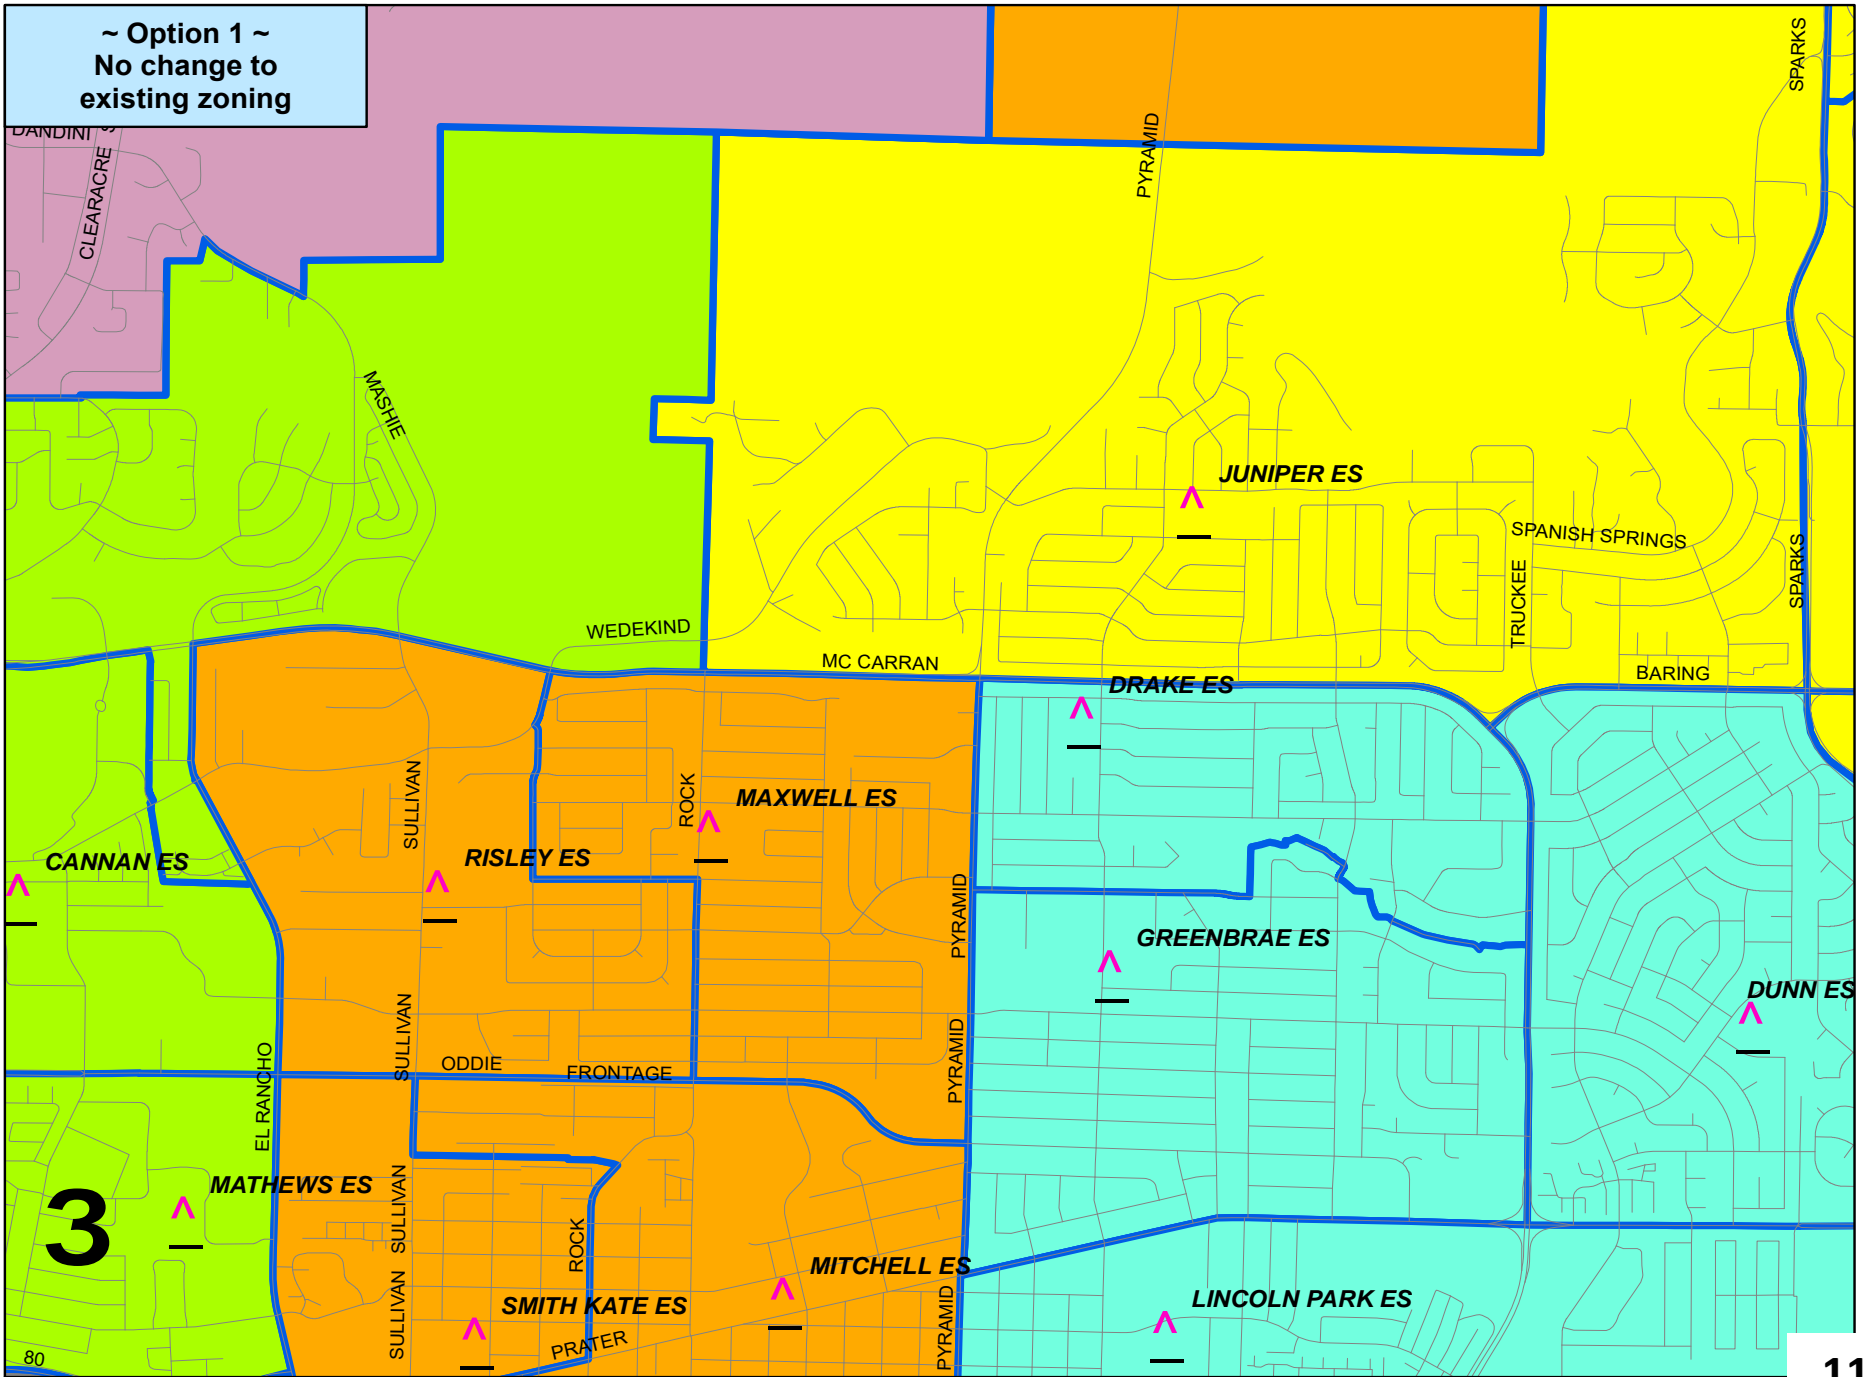 ~ Option 1 ~
No change to
existing zoning
DANDINI
CLEARACRE
PYRAMID
SPARKS
MASHIE
JUNIPER ES
SPANISH SPRINGS
TRUCKEE
SPARKS
WEDEKIND
MC CARRAN
BARING
DRAKE ES
SULLIVAN
ROCK
MAXWELL ES
CANNAN ES
RISLEY ES
PYRAMID
GREENBRAE ES
DUNN ES
SULLIVAN
PYRAMID
EL RANCHO
ODDIE
FRONTAGE
MATHEWS ES
3
SULLIVAN
ROCK
MITCHELL ES
SULLIVAN
SMITH KATE ES
PRATER
PYRAMID
LINCOLN PARK ES
80
11